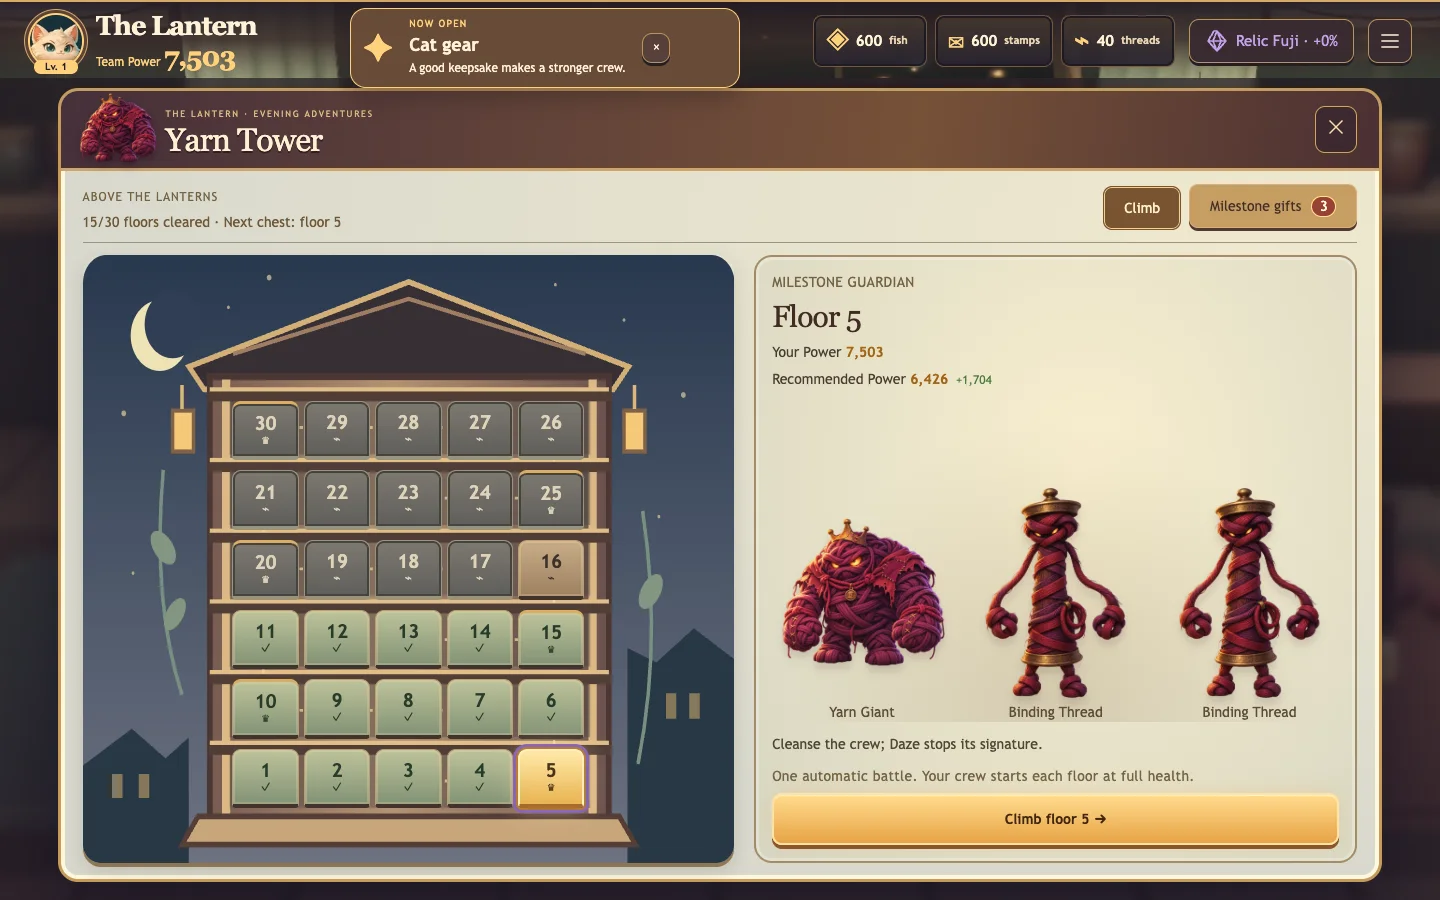 The Lantern
Team Power 7,503
Lv. 1
NOW OPEN
Cat gear
A good keepsake makes a stronger crew.
×
600 fish
600 stamps
40 threads
Relic Fuji · +0%
THE LANTERN · EVENING ADVENTURES
Yarn Tower
ABOVE THE LANTERNS
15/30 floors cleared · Next chest: floor 5
Climb
Milestone gifts 3
30 29 28 27 26
21 22 23 24 25
20 19 18 17 16
11 12 13 14 15
10 9 8 7 6
1 2 3 4 5
MILESTONE GUARDIAN
Floor 5
Your Power 7,503
Recommended Power 6,426 +1,704
Yarn Giant
Binding Thread
Binding Thread
Cleanse the crew; Daze stops its signature.
One automatic battle. Your crew starts each floor at full health.
Climb floor 5 →